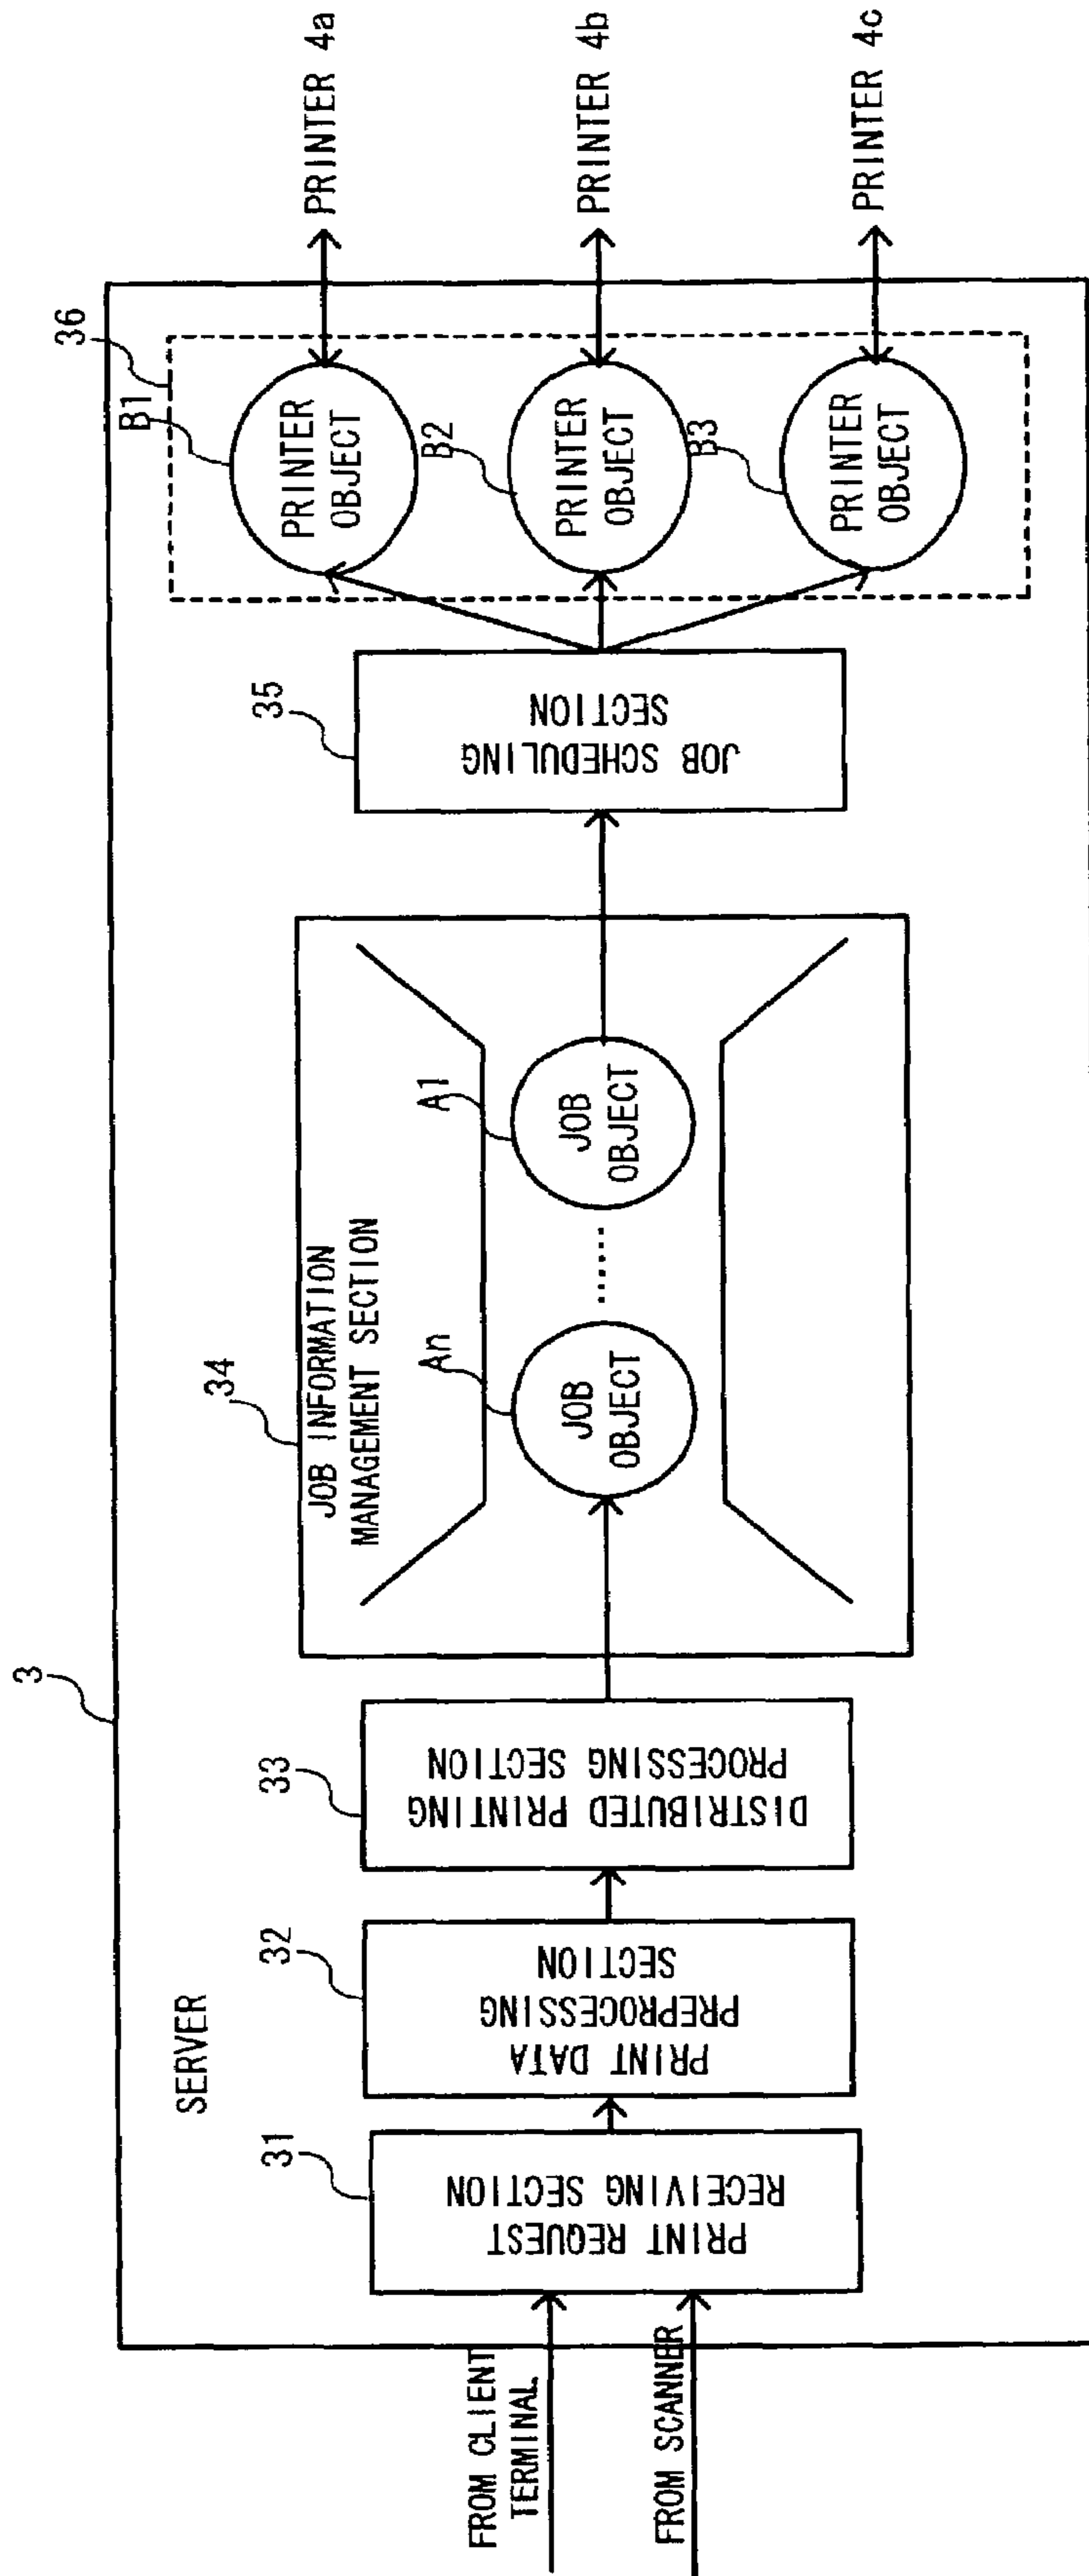 3
SERVER
FROM CLIENT
TERMINAL
FROM SCANNER
31
PRINT REQUEST
RECEIVING SECTION
32
PRINT DATA
PREPROCESSING
SECTION
33
DISTRIBUTED PRINTING
PROCESSING SECTION
34
JOB INFORMATION
MANAGEMENT SECTION
An
JOB
OBJECT
......
A1
JOB
OBJECT
35
JOB SCHEDULING
SECTION
36
B1
PRINTER
OBJECT
B2
PRINTER
OBJECT
B3
PRINTER
OBJECT
PRINTER 4a
PRINTER 4b
PRINTER 4c